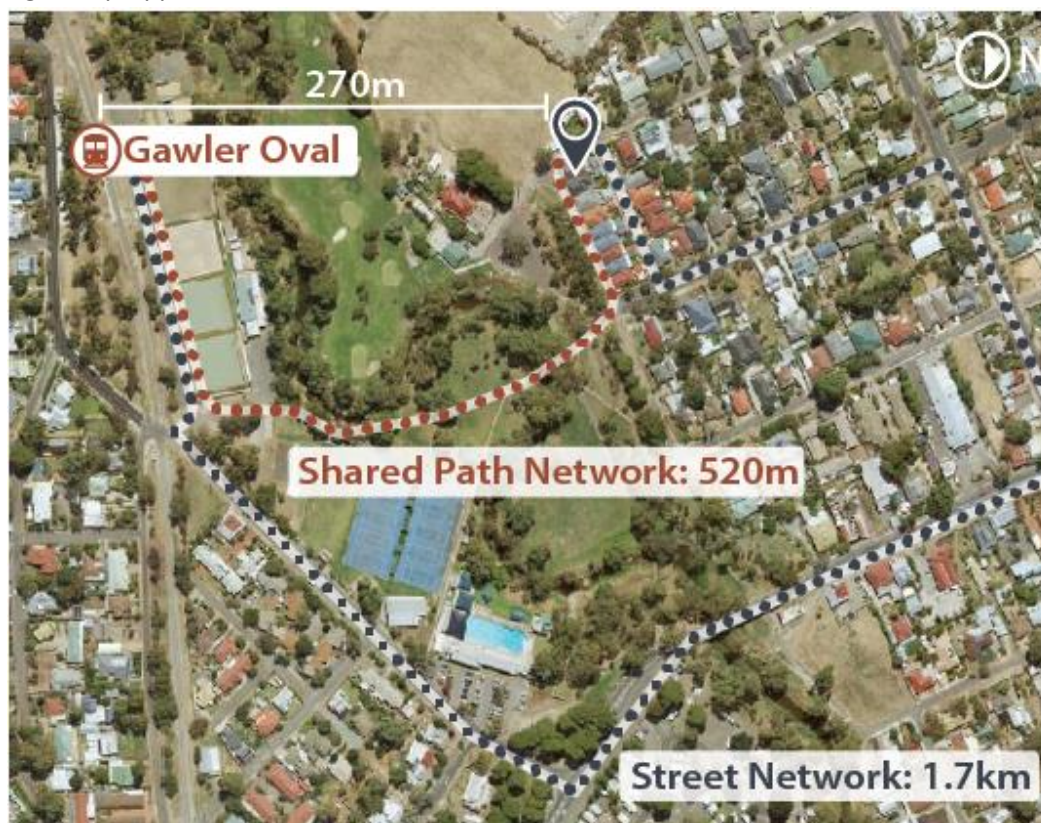 270m
N
Gawler Oval
Shared Path Network: 520m
Street Network: 1.7km